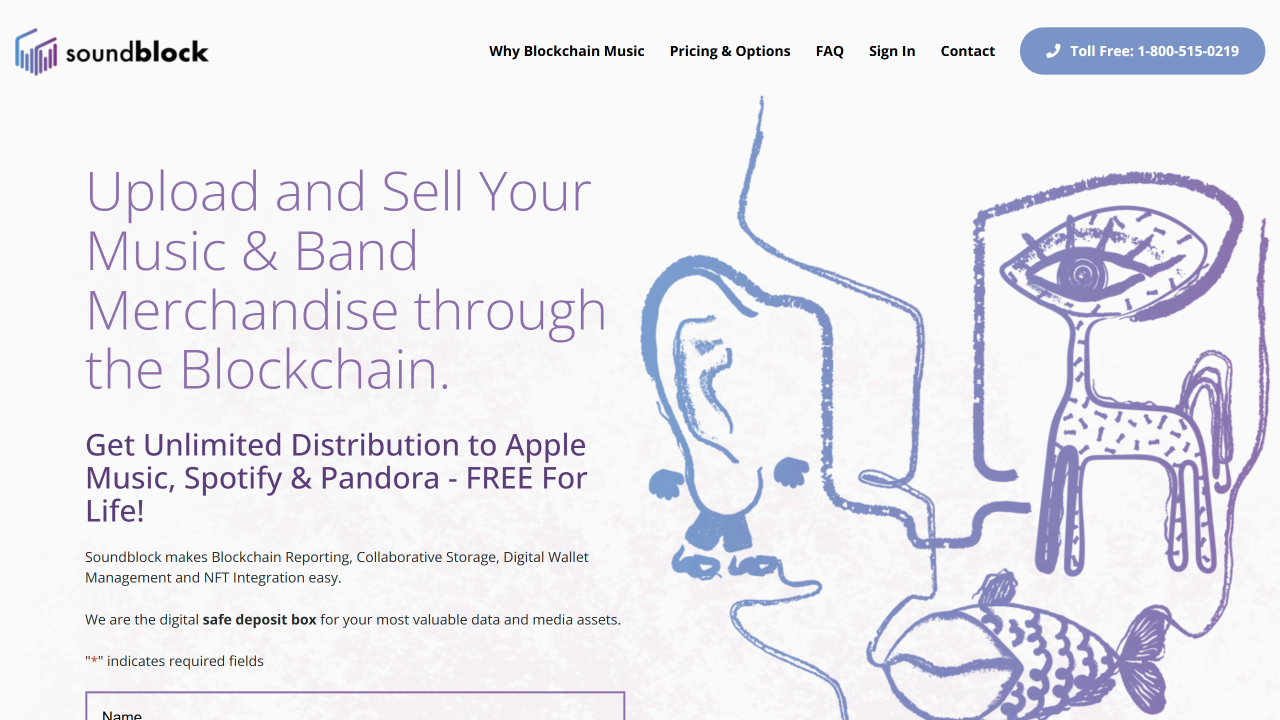 soundblock
Why Blockchain Music
Pricing & Options
FAQ
Sign In
Contact
Toll Free: 1-800-515-0219
Upload and Sell Your
Music & Band
Merchandise through
the Blockchain.
Get Unlimited Distribution to Apple
Music, Spotify & Pandora - FREE For
Life!
Soundblock makes Blockchain Reporting, Collaborative Storage, Digital Wallet
Management and NFT Integration easy.
We are the digital safe deposit box for your most valuable data and media assets.
"*" indicates required fields
Name